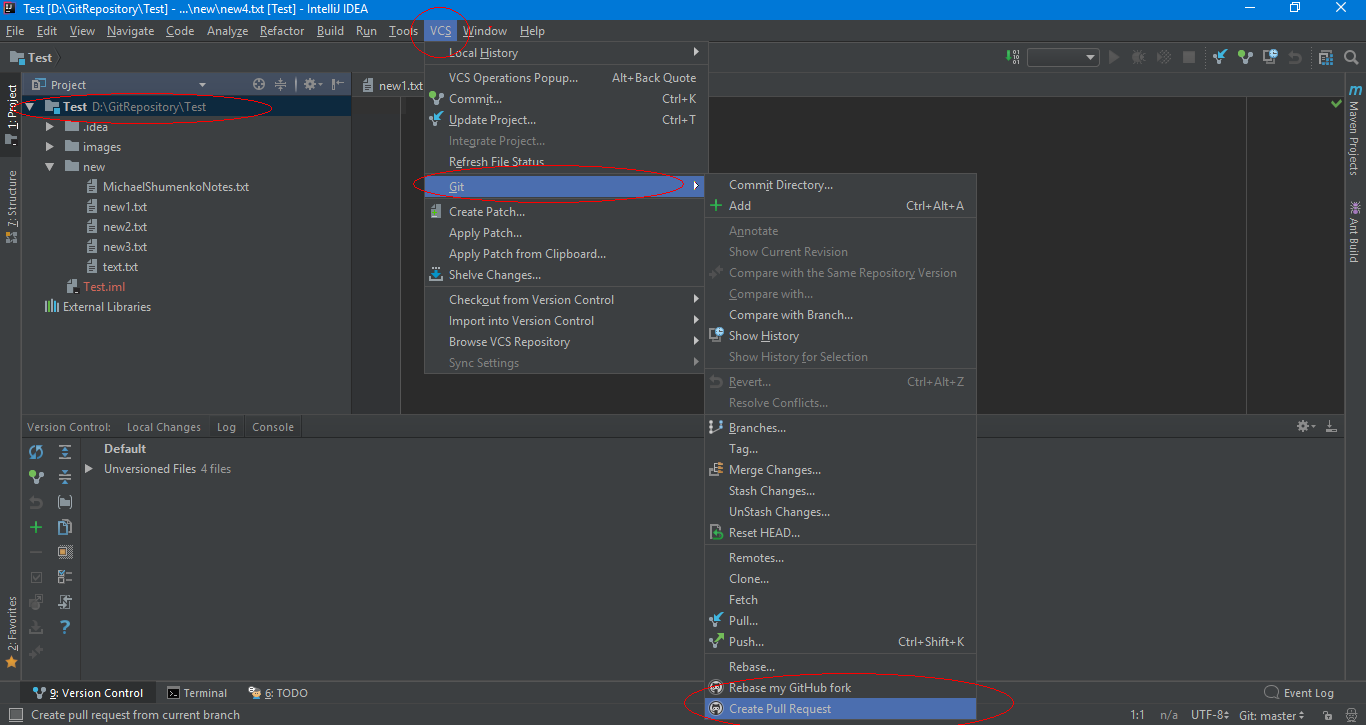 Test [D:\GitRepository\Test] - ...\new\new4.txt [Test] - IntelliJ IDEA
File Edit View Navigate Code Analyze Refactor Build Run Tools VCS Window Help
Test
Project
new1.txt
1: Project
7: Structure
2: Favorites
Test D:\GitRepository\Test
.idea
images
new
MichaelShumenkoNotes.txt
new1.txt
new2.txt
new3.txt
text.txt
Test.iml
External Libraries
Local History
VCS Operations Popup... Alt+Back Quote
Commit... Ctrl+K
Update Project... Ctrl+T
Integrate Project...
Refresh File Status
Git
Create Patch...
Apply Patch...
Apply Patch from Clipboard...
Shelve Changes...
Checkout from Version Control
Import into Version Control
Browse VCS Repository
Sync Settings
Commit Directory...
Add Ctrl+Alt+A
Annotate
Show Current Revision
Compare with the Same Repository Version
Compare with...
Compare with Branch...
Show History
Show History for Selection
Revert... Ctrl+Alt+Z
Resolve Conflicts...
Branches...
Tag...
Merge Changes...
Stash Changes...
UnStash Changes...
Reset HEAD...
Remotes...
Clone...
Fetch
Pull...
Push... Ctrl+Shift+K
Rebase...
Rebase my GitHub fork
Create Pull Request
Maven Projects
Ant Build
Version Control: Local Changes Log Console
Default
Unversioned Files 4 files
9: Version Control Terminal 6: TODO
Event Log
Create pull request from current branch
1:1 n/a UTF-8 Git: master